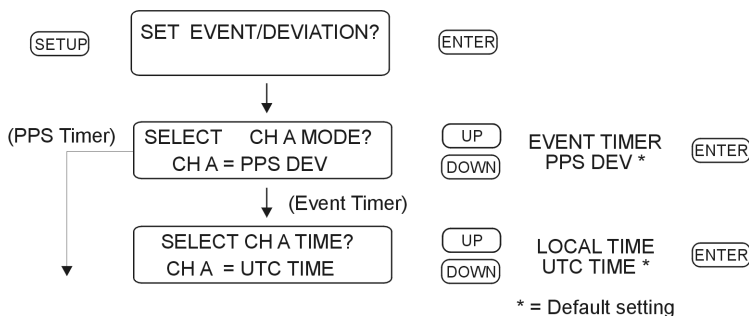 SETUP
SET EVENT/DEVIATION?
ENTER
(PPS Timer)
SELECT CH A MODE?
CH A = PPS DEV
UP
DOWN
EVENT TIMER
PPS DEV *
ENTER
(Event Timer)
SELECT CH A TIME?
CH A = UTC TIME
UP
DOWN
LOCAL TIME
UTC TIME *
ENTER
* = Default setting